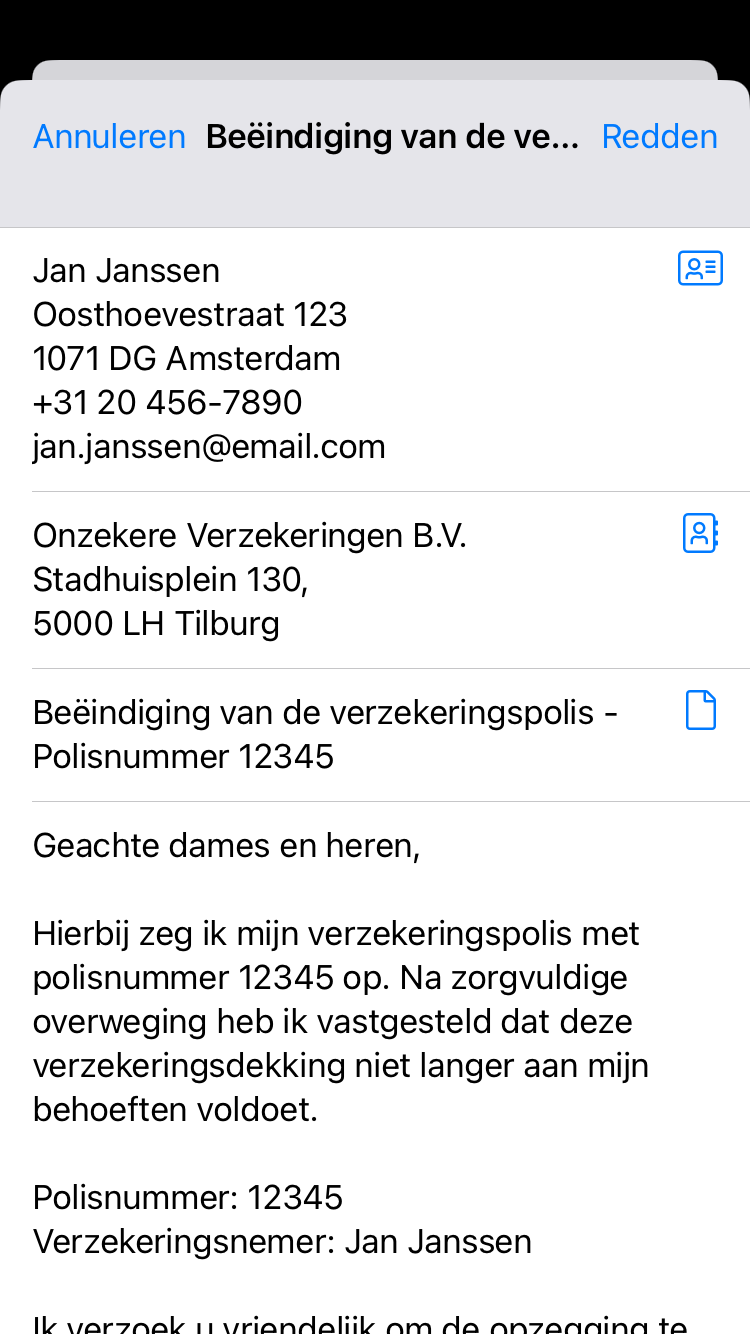 Annuleren Beëindiging van de ve... Redden
Jan Janssen
Oosthoevestraat 123
1071 DG Amsterdam
+31 20 456-7890
jan.janssen@email.com
Onzekere Verzekeringen B.V.
Stadhuisplein 130,
5000 LH Tilburg
Beëindiging van de verzekeringspolis -
Polisnummer 12345
Geachte dames en heren,
Hierbij zeg ik mijn verzekeringspolis met
polisnummer 12345 op. Na zorgvuldige
overweging heb ik vastgesteld dat deze
verzekeringsdekking niet langer aan mijn
behoeften voldoet.
Polisnummer: 12345
Verzekeringsnemer: Jan Janssen
Ik verzoek u vriendelijk om de opzegging te